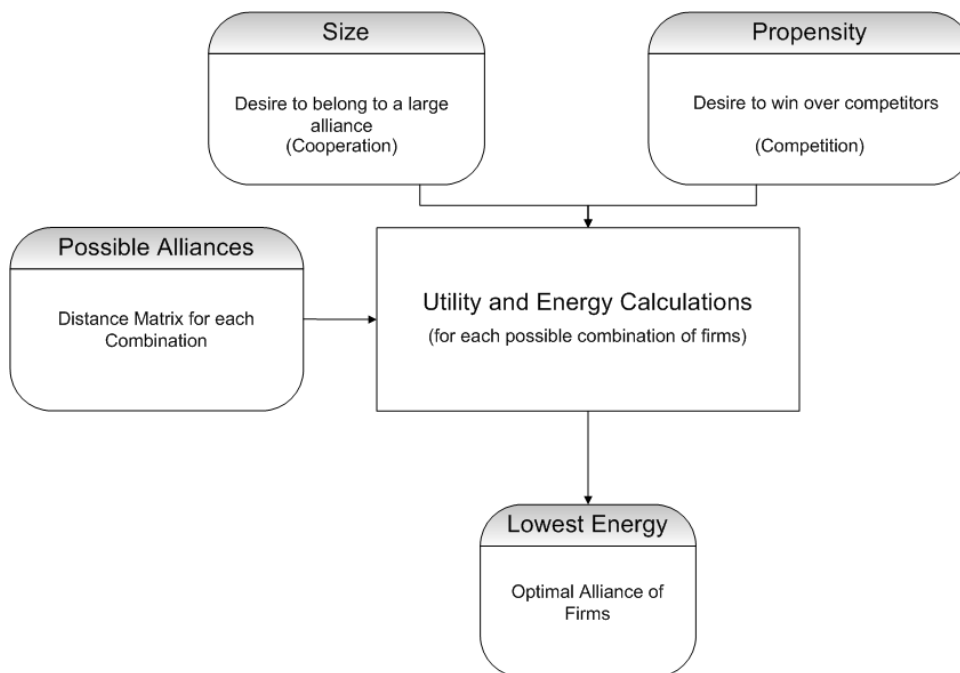 Size
Desire to belong to a large
alliance
(Cooperation)
Propensity
Desire to win over competitors
(Competition)
Possible Alliances
Distance Matrix for each
Combination
Utility and Energy Calculations
(for each possible combination of firms)
Lowest Energy
Optimal Alliance of
Firms